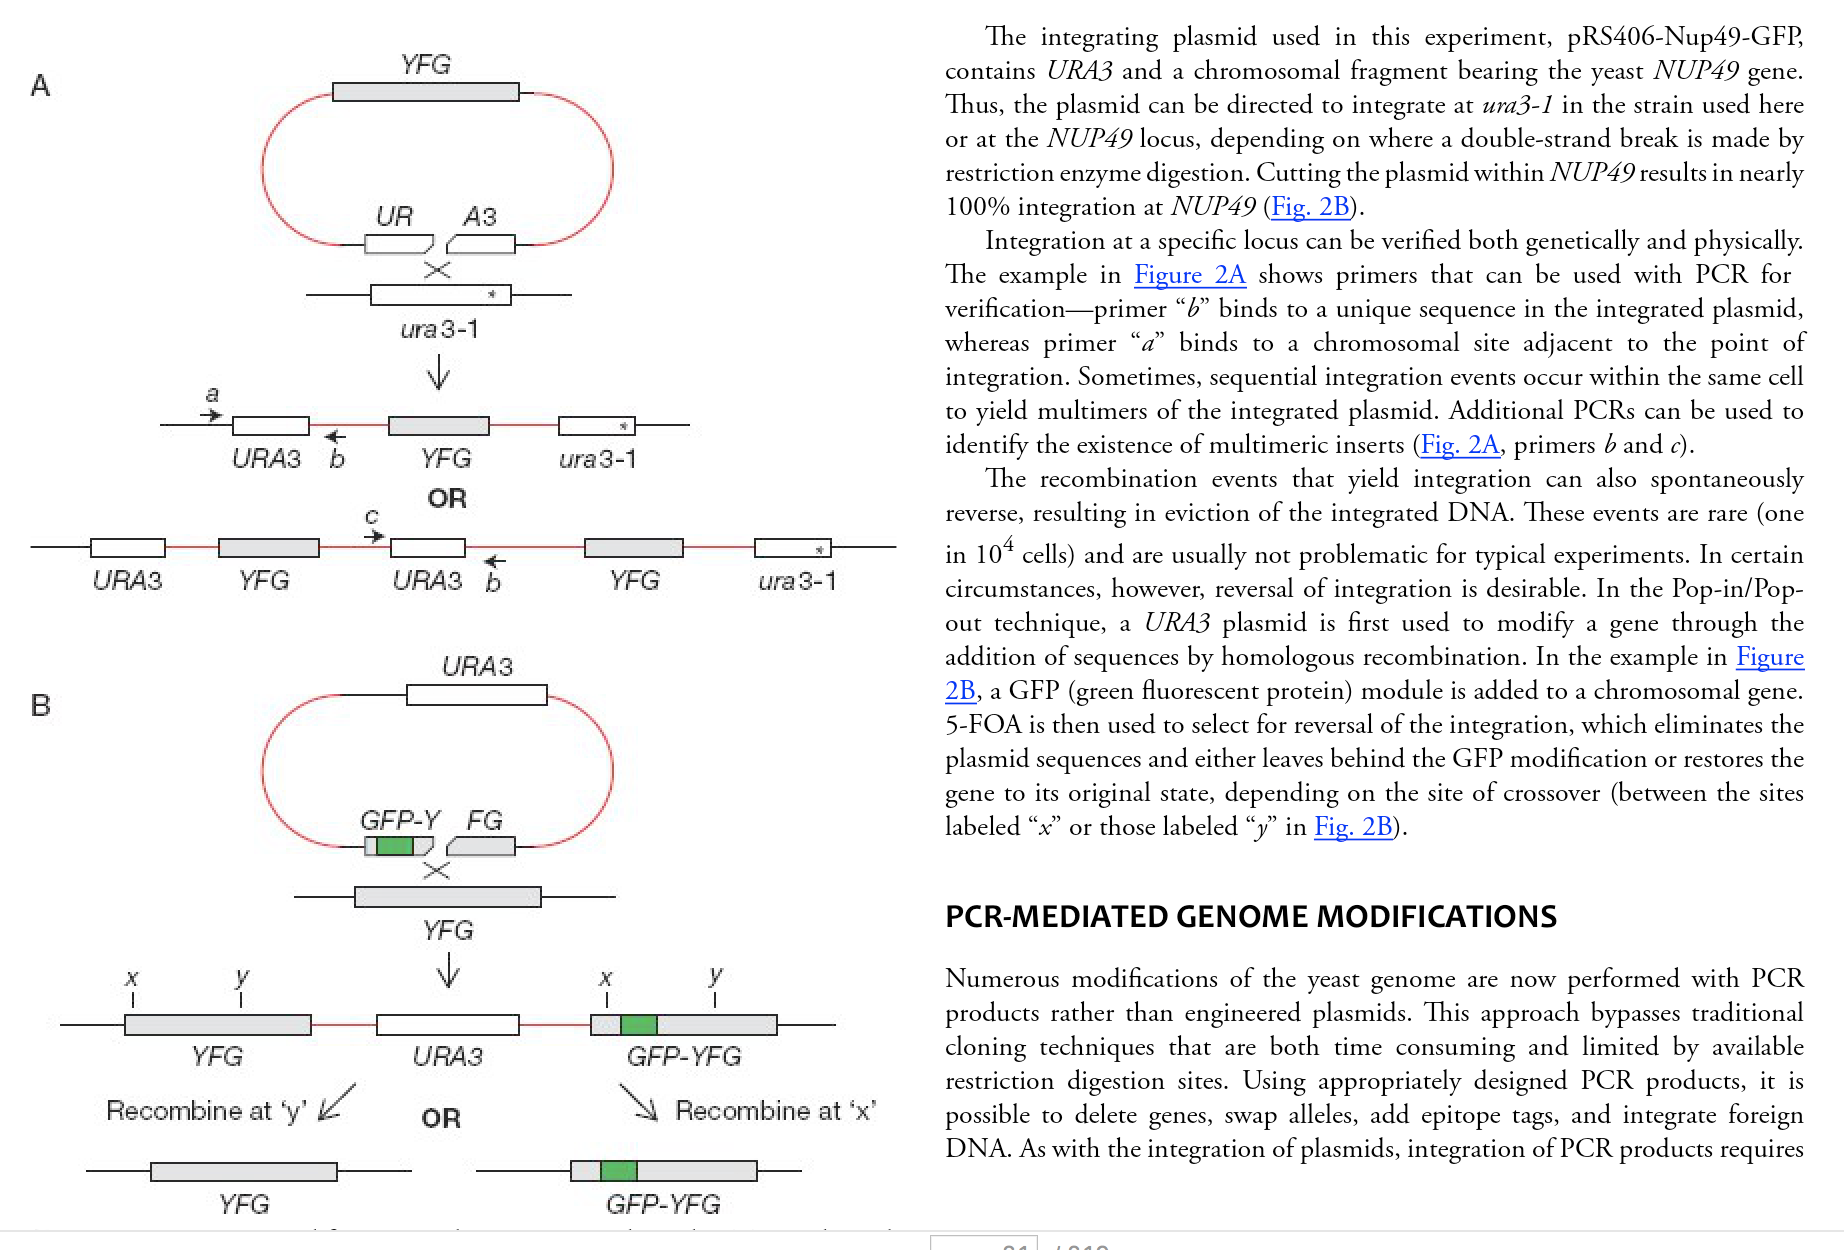 A
YFG
UR A3
ura3-1
a
URA3 b YFG ura3-1
OR
c
URA3 YFG URA3 b YFG ura3-1
B
URA3
GFP-Y FG
YFG
x y x y
YFG URA3 GFP-YFG
Recombine at ‘y’ OR Recombine at ‘x’
YFG GFP-YFG
The integrating plasmid used in this experiment, pRS406-Nup49-GFP,
contains URA3 and a chromosomal fragment bearing the yeast NUP49 gene.
Thus, the plasmid can be directed to integrate at ura3-1 in the strain used here
or at the NUP49 locus, depending on where a double-strand break is made by
restriction enzyme digestion. Cutting the plasmid within NUP49 results in nearly
100% integration at NUP49 (Fig. 2B).
Integration at a specific locus can be verified both genetically and physically.
The example in Figure 2A shows primers that can be used with PCR for
verification—primer “b” binds to a unique sequence in the integrated plasmid,
whereas primer “a” binds to a chromosomal site adjacent to the point of
integration. Sometimes, sequential integration events occur within the same cell
to yield multimers of the integrated plasmid. Additional PCRs can be used to
identify the existence of multimeric inserts (Fig. 2A, primers b and c).
The recombination events that yield integration can also spontaneously
reverse, resulting in eviction of the integrated DNA. These events are rare (one
in 10⁴ cells) and are usually not problematic for typical experiments. In certain
circumstances, however, reversal of integration is desirable. In the Pop-in/Pop-
out technique, a URA3 plasmid is first used to modify a gene through the
addition of sequences by homologous recombination. In the example in Figure
2B, a GFP (green fluorescent protein) module is added to a chromosomal gene.
5-FOA is then used to select for reversal of the integration, which eliminates the
plasmid sequences and either leaves behind the GFP modification or restores the
gene to its original state, depending on the site of crossover (between the sites
labeled “x” or those labeled “y” in Fig. 2B).
PCR-MEDIATED GENOME MODIFICATIONS
Numerous modifications of the yeast genome are now performed with PCR
products rather than engineered plasmids. This approach bypasses traditional
cloning techniques that are both time consuming and limited by available
restriction digestion sites. Using appropriately designed PCR products, it is
possible to delete genes, swap alleles, add epitope tags, and integrate foreign
DNA. As with the integration of plasmids, integration of PCR products requires